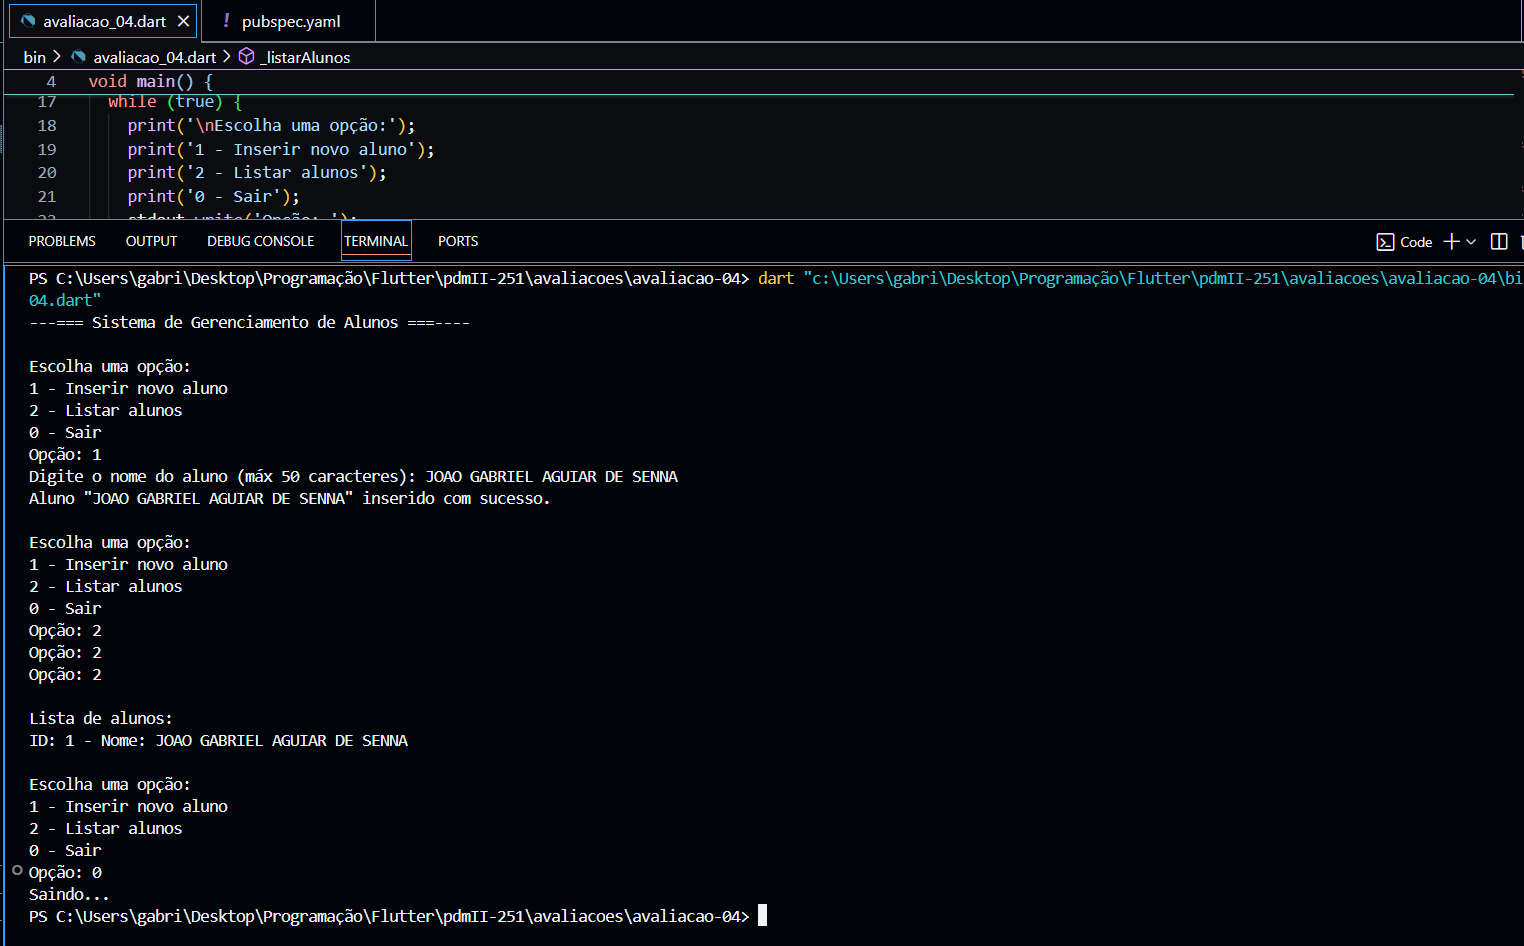 avaliacao_04.dart
! pubspec.yaml
bin > avaliacao_04.dart > _listarAlunos
4 void main() {
17 while (true) {
18 print('\nEscolha uma opção:');
19 print('1 - Inserir novo aluno');
20 print('2 - Listar alunos');
21 print('0 - Sair');
22 stdout.write('Opção: ');
PROBLEMS OUTPUT DEBUG CONSOLE TERMINAL PORTS
Code
PS C:\Users\gabri\Desktop\Programação\Flutter\pdmII-251\avaliacoes\avaliacao-04> dart "c:\Users\gabri\Desktop\Programação\Flutter\pdmII-251\avaliacoes\avaliacao-04\bi
04.dart"
---=== Sistema de Gerenciamento de Alunos ===----
Escolha uma opção:
1 - Inserir novo aluno
2 - Listar alunos
0 - Sair
Opção: 1
Digite o nome do aluno (máx 50 caracteres): JOAO GABRIEL AGUIAR DE SENNA
Aluno "JOAO GABRIEL AGUIAR DE SENNA" inserido com sucesso.
Escolha uma opção:
1 - Inserir novo aluno
2 - Listar alunos
0 - Sair
Opção: 2
Opção: 2
Opção: 2
Lista de alunos:
ID: 1 - Nome: JOAO GABRIEL AGUIAR DE SENNA
Escolha uma opção:
1 - Inserir novo aluno
2 - Listar alunos
0 - Sair
Opção: 0
Saindo...
PS C:\Users\gabri\Desktop\Programação\Flutter\pdmII-251\avaliacoes\avaliacao-04>